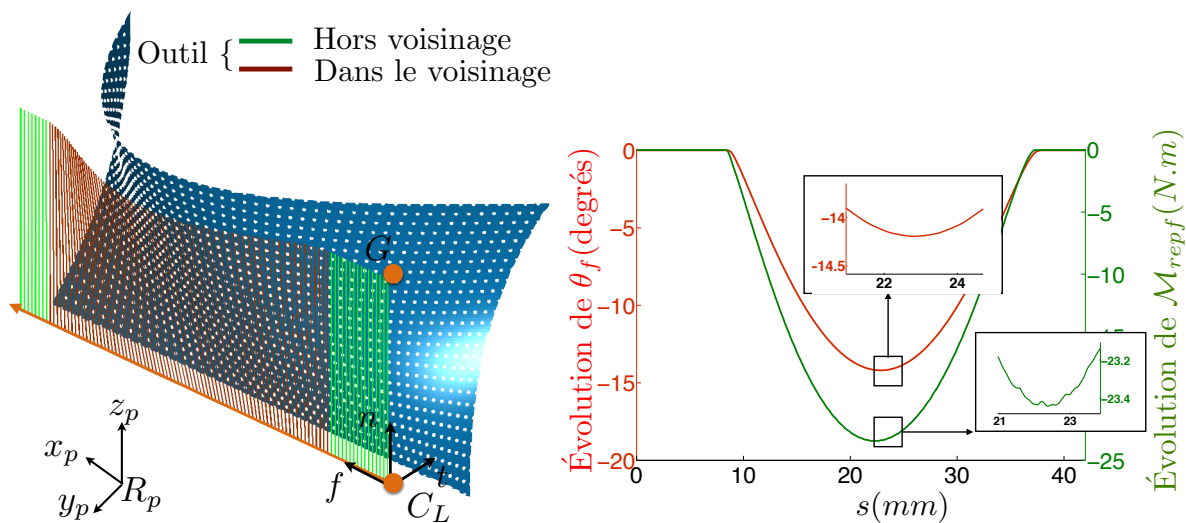 Outil {
Hors voisinage
Dans le voisinage
G
n
z_p
x_p
y_p
R_p
f
t
C_L
Évolution de θ_f (degrés)
0
−5
−10
−15
−20
0
10
20
30
40
s(mm)
0
−5
−10
−25
Évolution de M_repf (N.m)
−14
−14.5
22
24
−23.2
−23.4
21
23